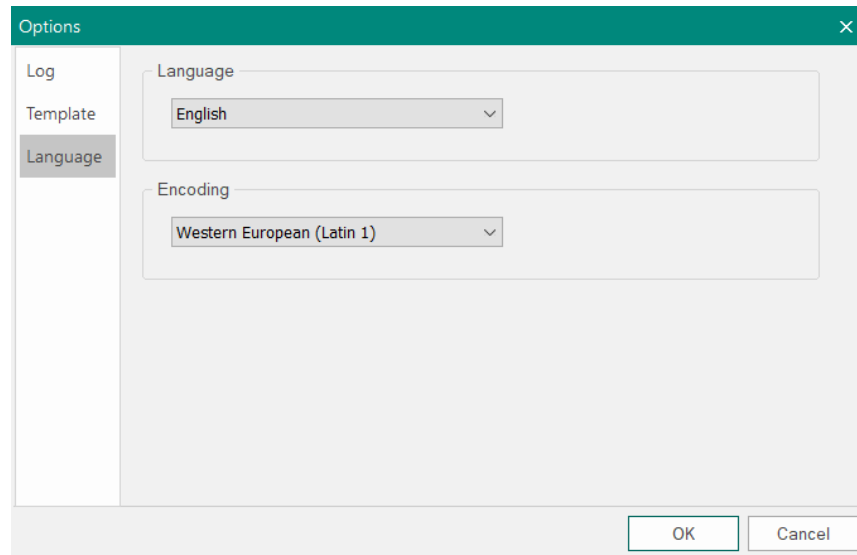 Options
Log
Template
Language
Language
English
Encoding
Western European (Latin 1)
OK
Cancel